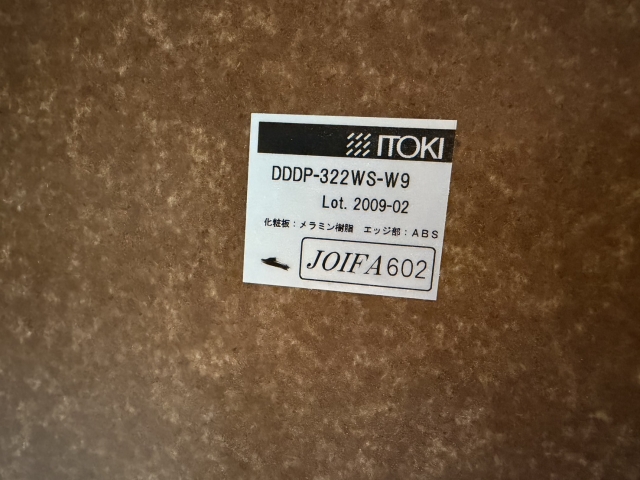 ITOKI
DDDP-322WS-W9
Lot. 2009-02
化粧板：メラミン樹脂　エッジ部：ABS
JOIFA602